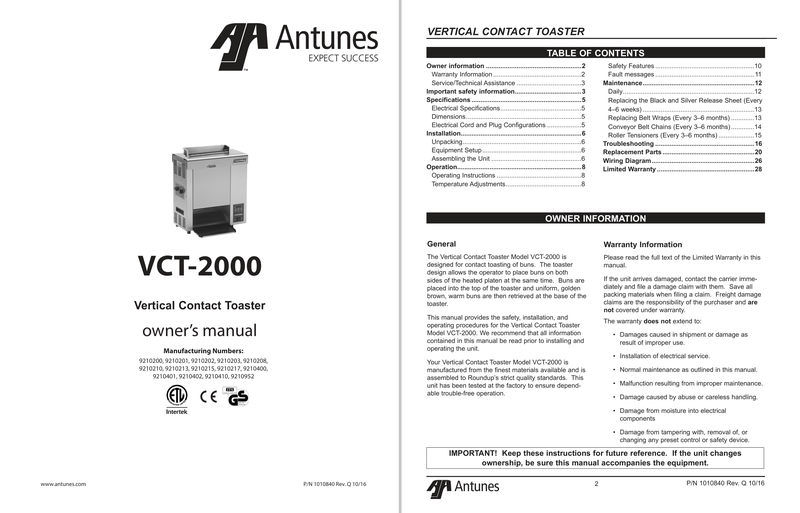 Antunes
EXPECT SUCCESS
VCT-2000
Vertical Contact Toaster
owner's manual
Manufacturing Numbers:
9210200, 9210201, 9210202, 9210203, 9210208,
9210210, 9210213, 9210215, 9210217, 9210400,
9210401, 9210402, 9210410, 9210952
Intertek
www.antunes.com
P/N 1010840 Rev. Q 10/16
VERTICAL CONTACT TOASTER
TABLE OF CONTENTS
Owner information ..........2
Warranty Information ..........2
Service/Technical Assistance ..........3
Important safety information..........3
Specifications ..........5
Electrical Specifications..........5
Dimensions..........5
Electrical Cord and Plug Configurations ..........5
Installation..........6
Unpacking..........6
Equipment Setup..........6
Assembling the Unit ..........6
Operation..........8
Operating Instructions ..........8
Temperature Adjustments..........8
Safety Features ..........10
Fault messages ..........11
Maintenance..........12
Daily..........12
Replacing the Black and Silver Release Sheet (Every
4–6 weeks) ..........13
Replacing Belt Wraps (Every 3–6 months) ..........13
Conveyor Belt Chains (Every 3–6 months)..........14
Roller Tensioners (Every 3–6 months) ..........15
Troubleshooting ..........16
Replacement Parts ..........20
Wiring Diagram..........26
Limited Warranty ..........28
OWNER INFORMATION
General
The Vertical Contact Toaster Model VCT-2000 is
designed for contact toasting of buns. The toaster
design allows the operator to place buns on both
sides of the heated platen at the same time. Buns are
placed into the top of the toaster and uniform, golden
brown, warm buns are then retrieved at the base of the
toaster.
This manual provides the safety, installation, and
operating procedures for the Vertical Contact Toaster
Model VCT-2000. We recommend that all information
contained in this manual be read prior to installing and
operating the unit.
Your Vertical Contact Toaster Model VCT-2000 is
manufactured from the finest materials available and is
assembled to Roundup's strict quality standards. This
unit has been tested at the factory to ensure depend-
able trouble-free operation.
Warranty Information
Please read the full text of the Limited Warranty in this
manual.
If the unit arrives damaged, contact the carrier imme-
diately and file a damage claim with them. Save all
packing materials when filing a claim. Freight damage
claims are the responsibility of the purchaser and are
not covered under warranty.
The warranty does not extend to:
• Damages caused in shipment or damage as
result of improper use.
• Installation of electrical service.
• Normal maintenance as outlined in this manual.
• Malfunction resulting from improper maintenance.
• Damage caused by abuse or careless handling.
• Damage from moisture into electrical
components
• Damage from tampering with, removal of, or
changing any preset control or safety device.
IMPORTANT! Keep these instructions for future reference. If the unit changes
ownership, be sure this manual accompanies the equipment.
Antunes
2
P/N 1010840 Rev. Q 10/16